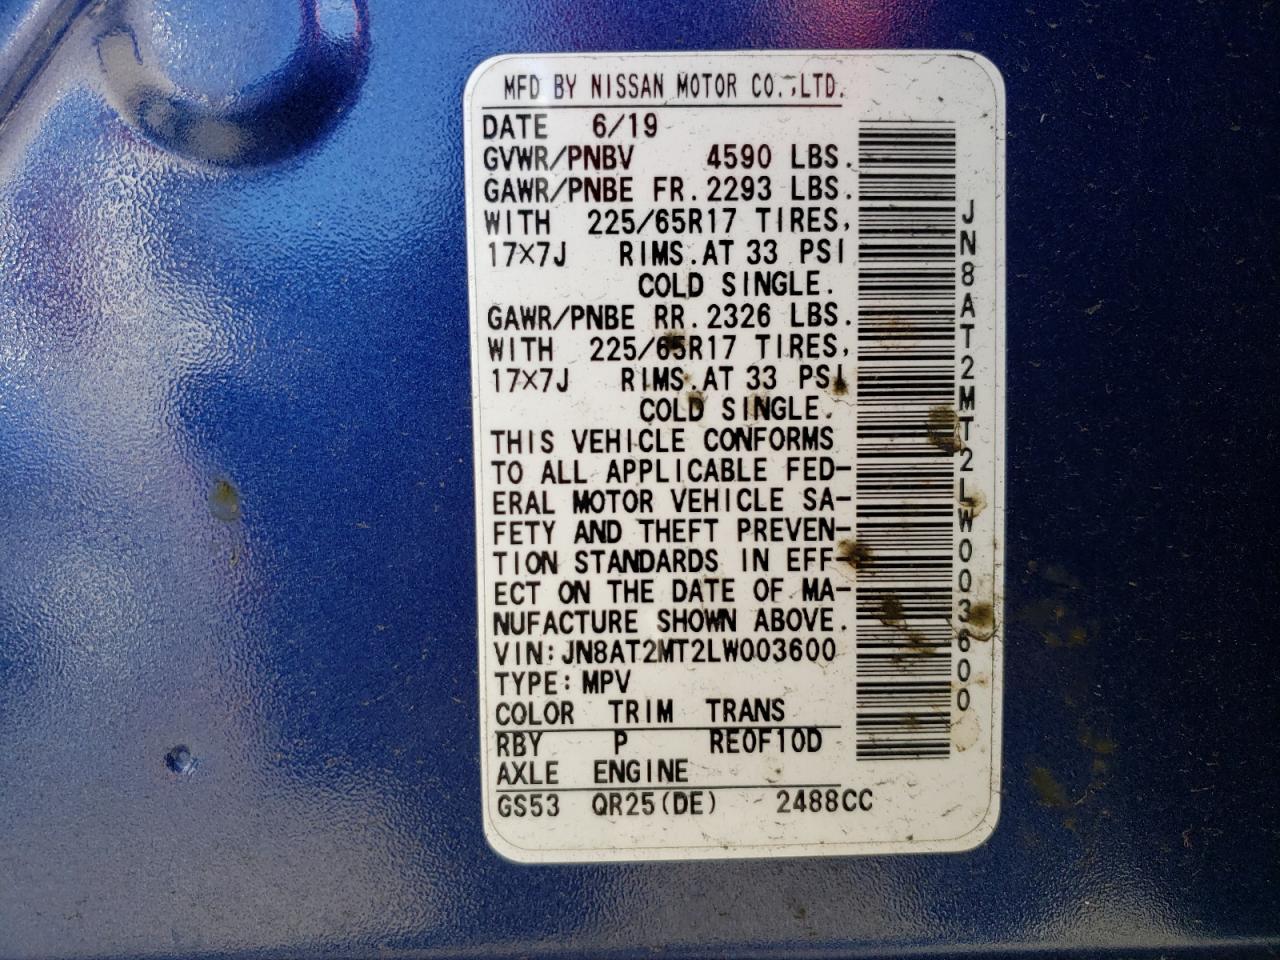 MFD BY NISSAN MOTOR CO.,LTD.
DATE 6/19
GVWR/PNBV 4590 LBS.
GAWR/PNBE FR.2293 LBS.
WITH 225/65R17 TIRES,
17×7J RIMS.AT 33 PSI
COLD SINGLE.
GAWR/PNBE RR.2326 LBS.
WITH 225/65R17 TIRES,
17×7J RIMS.AT 33 PSI
COLD SINGLE.
THIS VEHICLE CONFORMS
TO ALL APPLICABLE FED-
ERAL MOTOR VEHICLE SA-
FETY AND THEFT PREVEN-
TION STANDARDS IN EFF-
ECT ON THE DATE OF MA-
NUFACTURE SHOWN ABOVE.
VIN:JN8AT2MT2LW003600
TYPE:MPV
COLOR TRIM TRANS
RBY P RE0F10D
AXLE ENGINE
GS53 QR25(DE) 2488CC
JN8AT2MT2LW003600